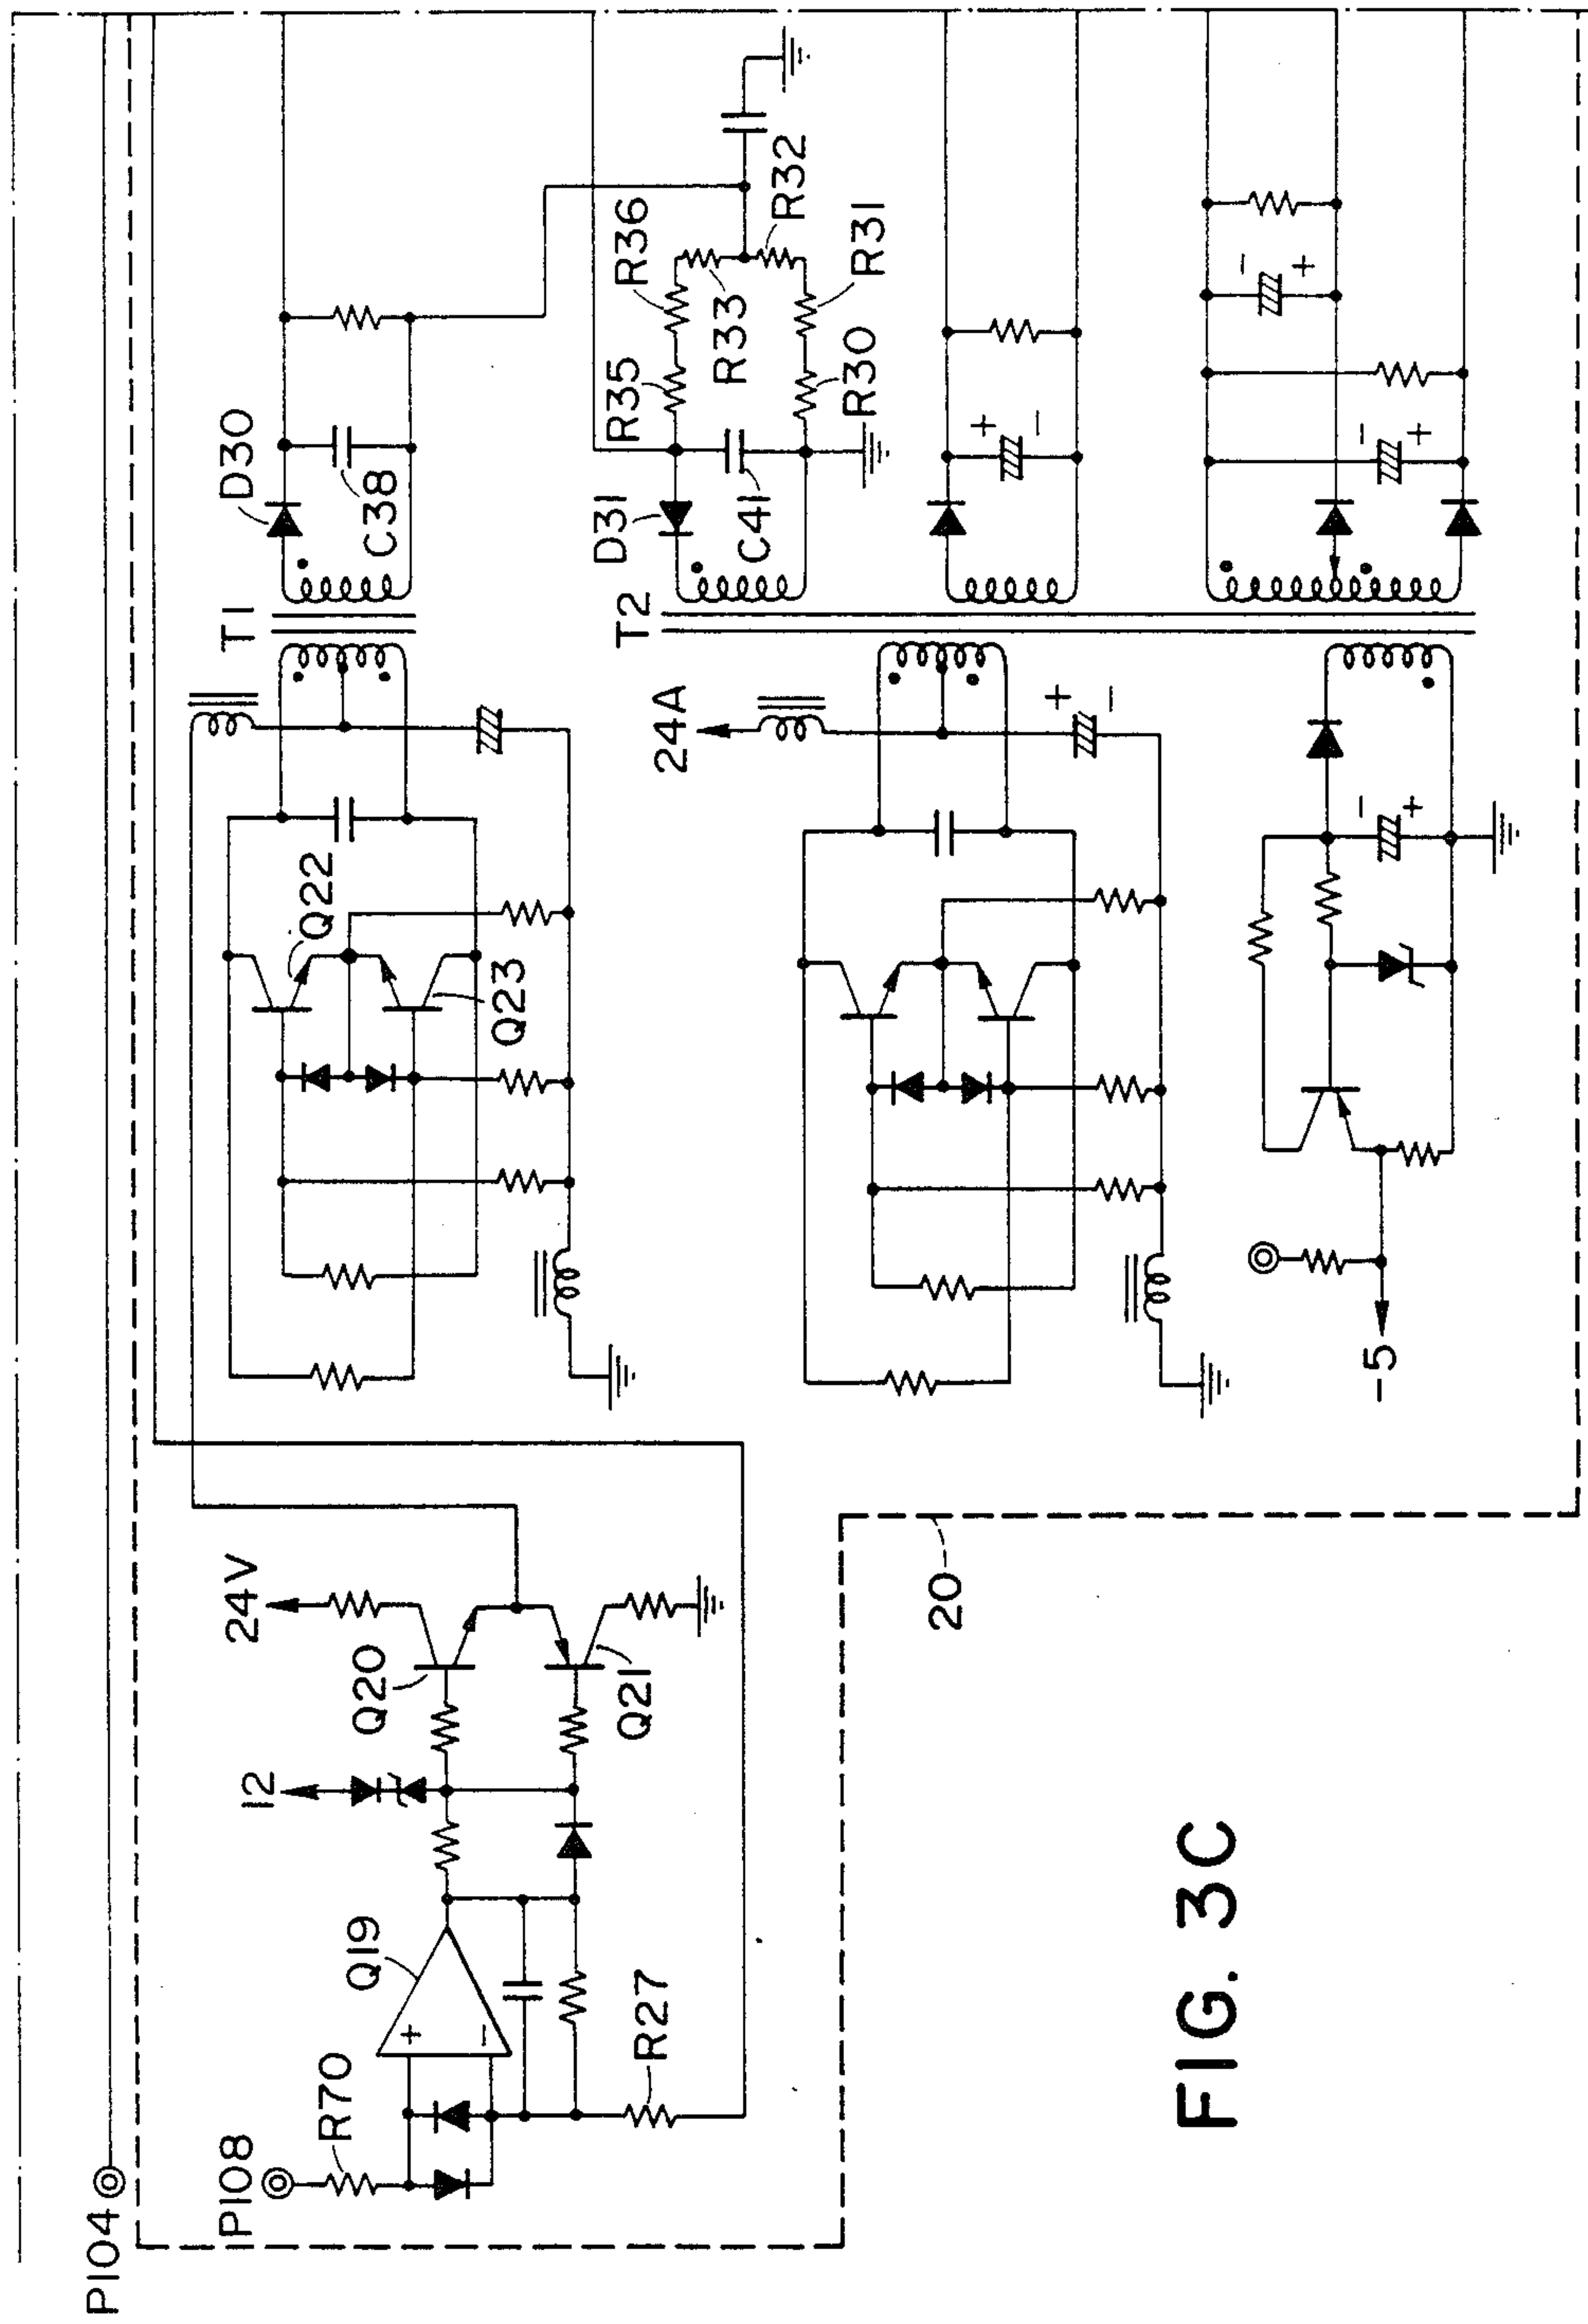 P104
P108
R70
Q19
+
−
R27
12
24V
Q20
Q21
20
Q22
Q23
T1
D30
C38
24A
+
−
T2
D31
C41
R35
R36
R33
R32
R30
R31
+
−
−
+
−
+
−
+
-5
FIG. 3C